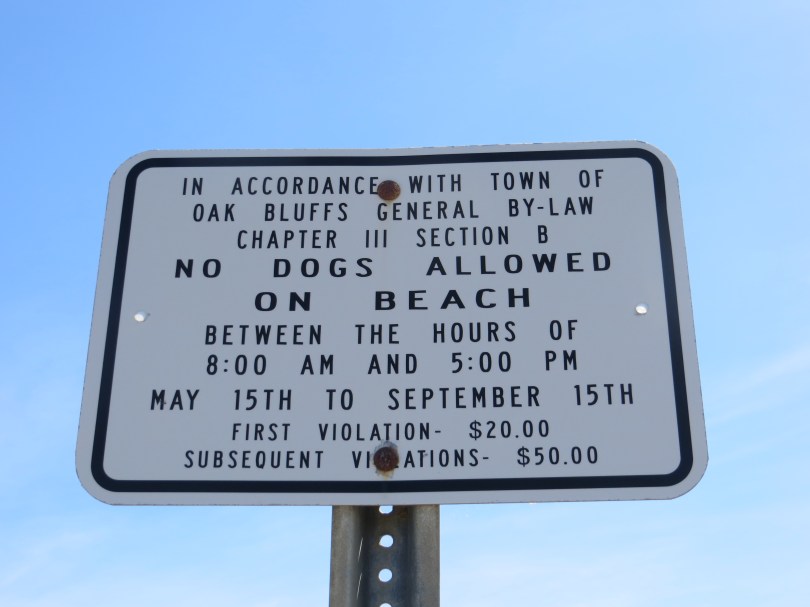 IN ACCORDANCE WITH TOWN OF
OAK BLUFFS GENERAL BY-LAW
CHAPTER III SECTION B
NO DOGS ALLOWED
ON BEACH
BETWEEN THE HOURS OF
8:00 AM AND 5:00 PM
MAY 15TH TO SEPTEMBER 15TH
FIRST VIOLATION- $20.00
SUBSEQUENT VIOLATIONS- $50.00